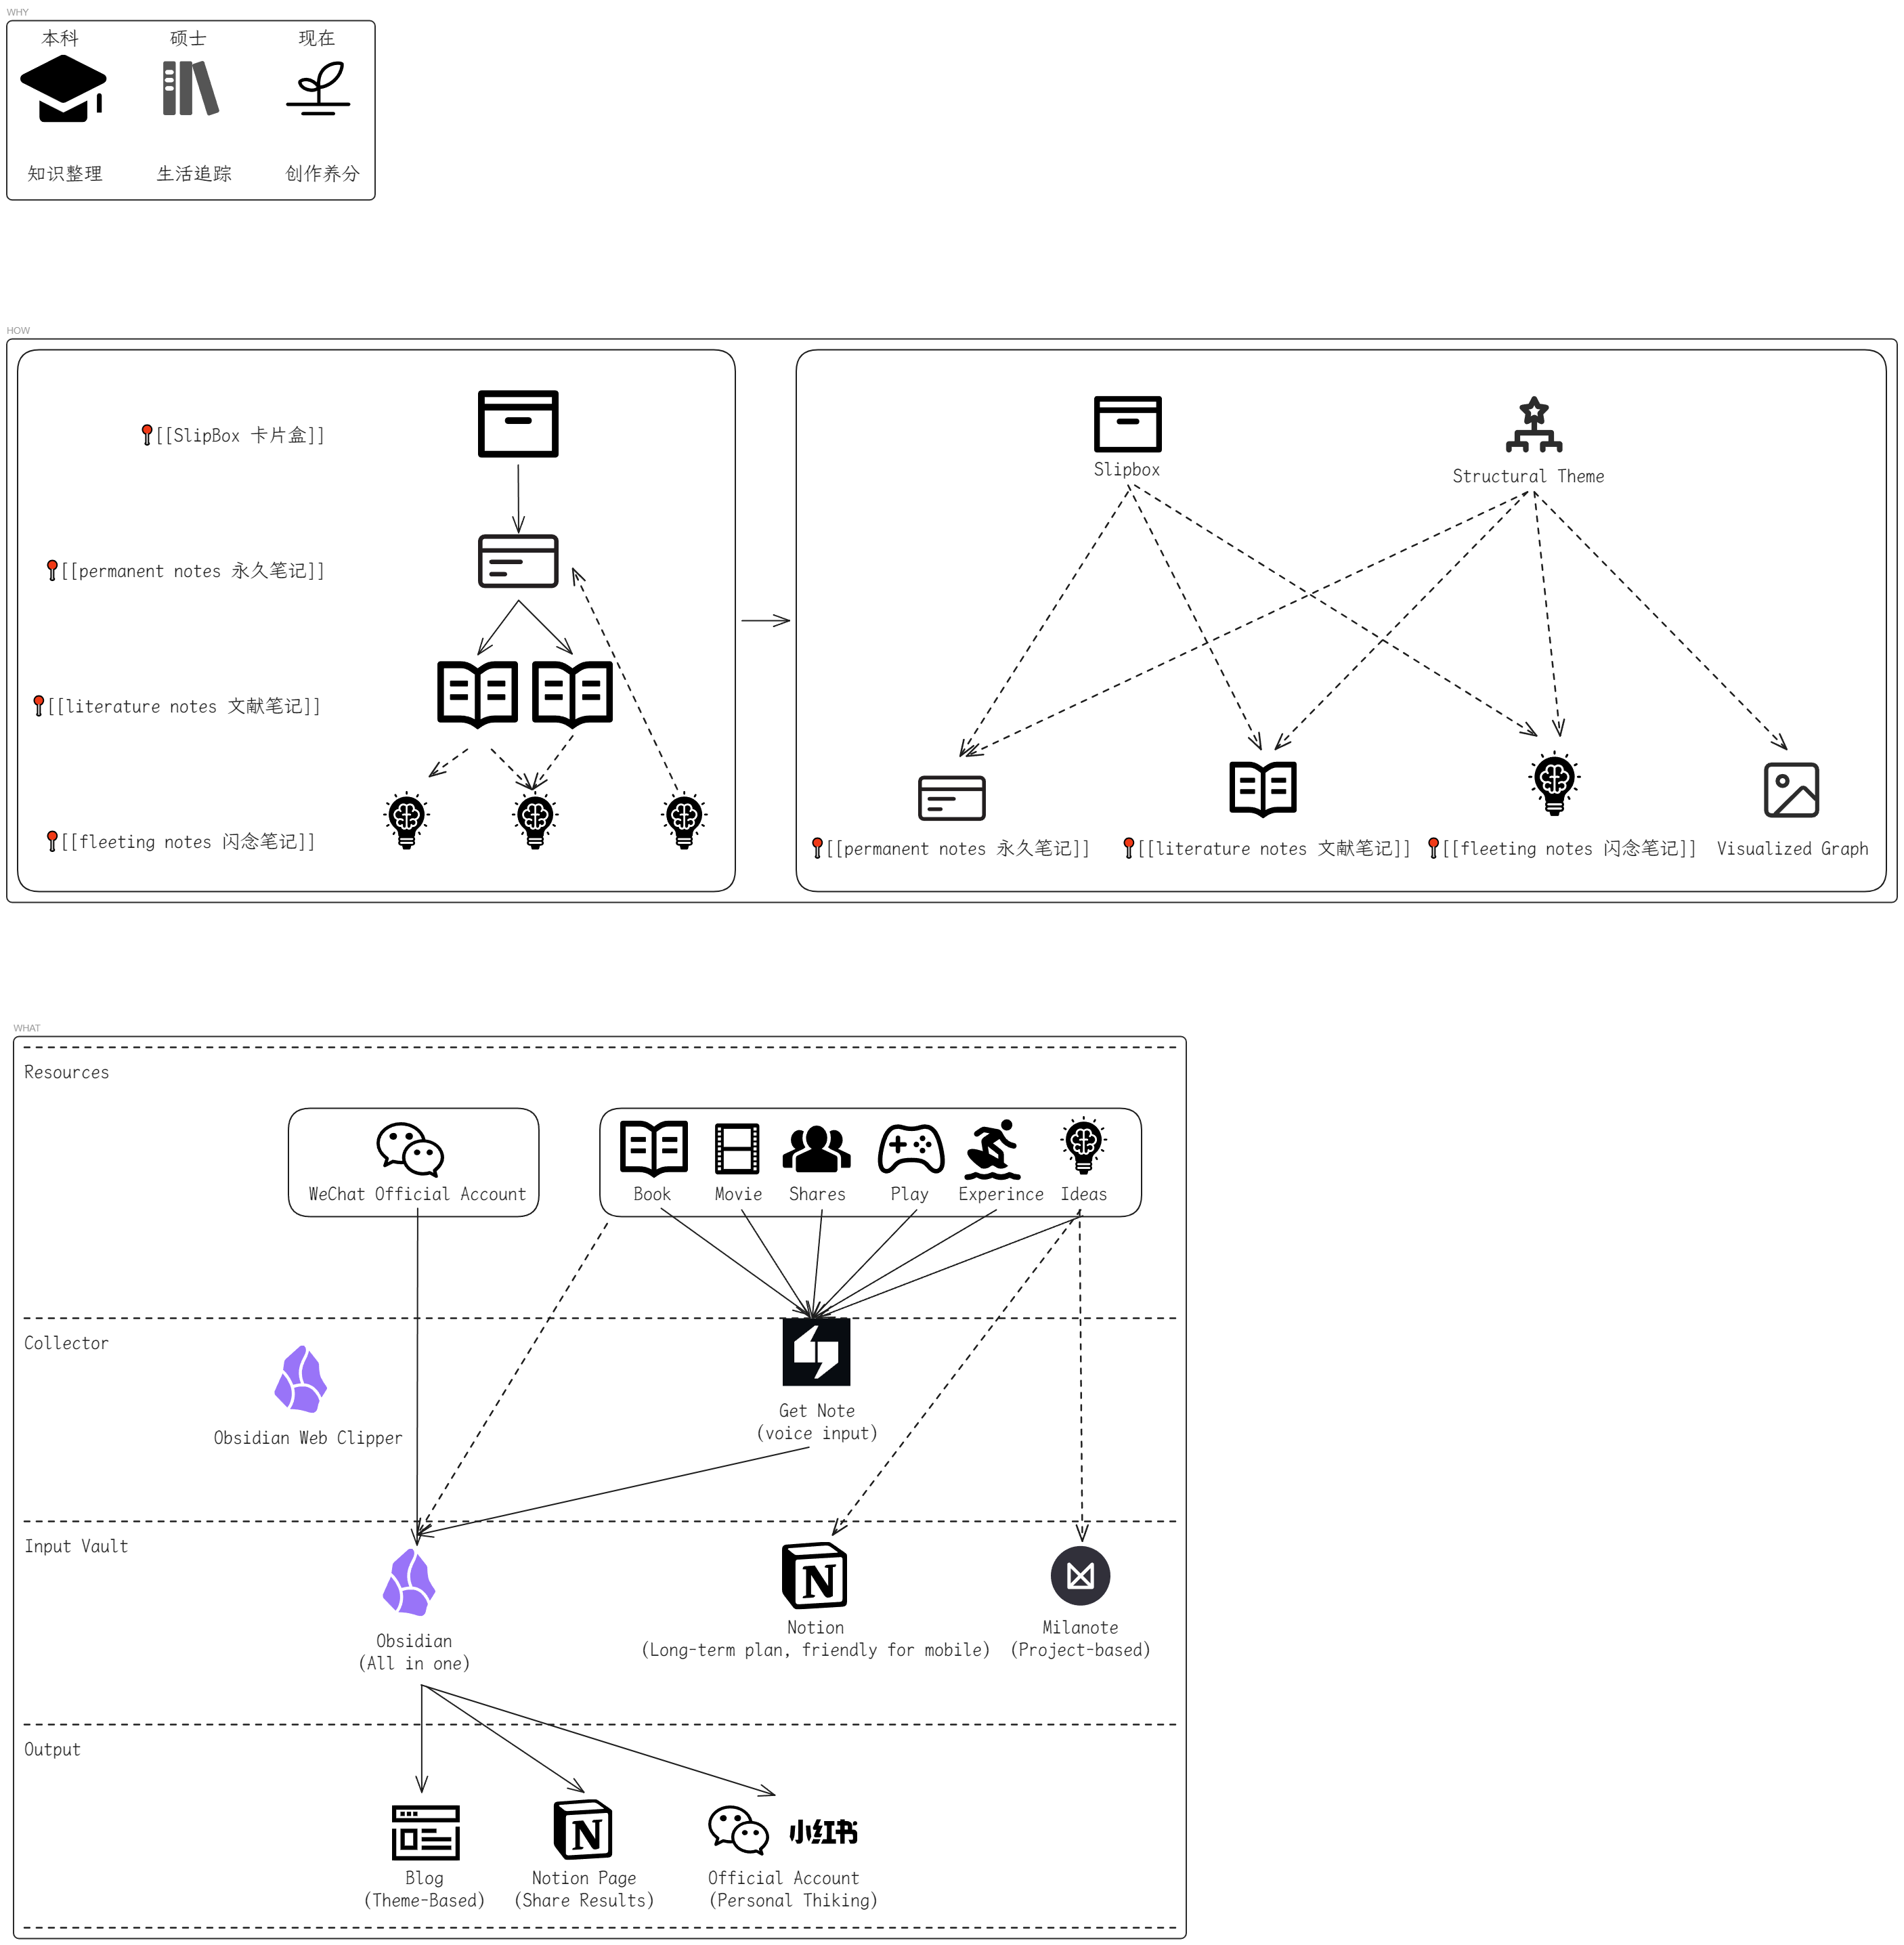 WHY
本科
硕士
现在
知识整理
生活追踪
创作养分
HOW
[[SlipBox 卡片盒]]
[[permanent notes 永久笔记]]
[[literature notes 文献笔记]]
[[fleeting notes 闪念笔记]]
Slipbox
Structural Theme
[[permanent notes 永久笔记]]
[[literature notes 文献笔记]]
[[fleeting notes 闪念笔记]]
Visualized Graph
WHAT
Resources
WeChat Official Account
Book
Movie
Shares
Play
Experince
Ideas
Collector
Obsidian Web Clipper
Get Note
(voice input)
Input Vault
Obsidian
(All in one)
N
Notion
(Long-term plan, friendly for mobile)
Milanote
(Project-based)
Output
Blog
(Theme-Based)
N
Notion Page
(Share Results)
小红书
Official Account
(Personal Thiking)